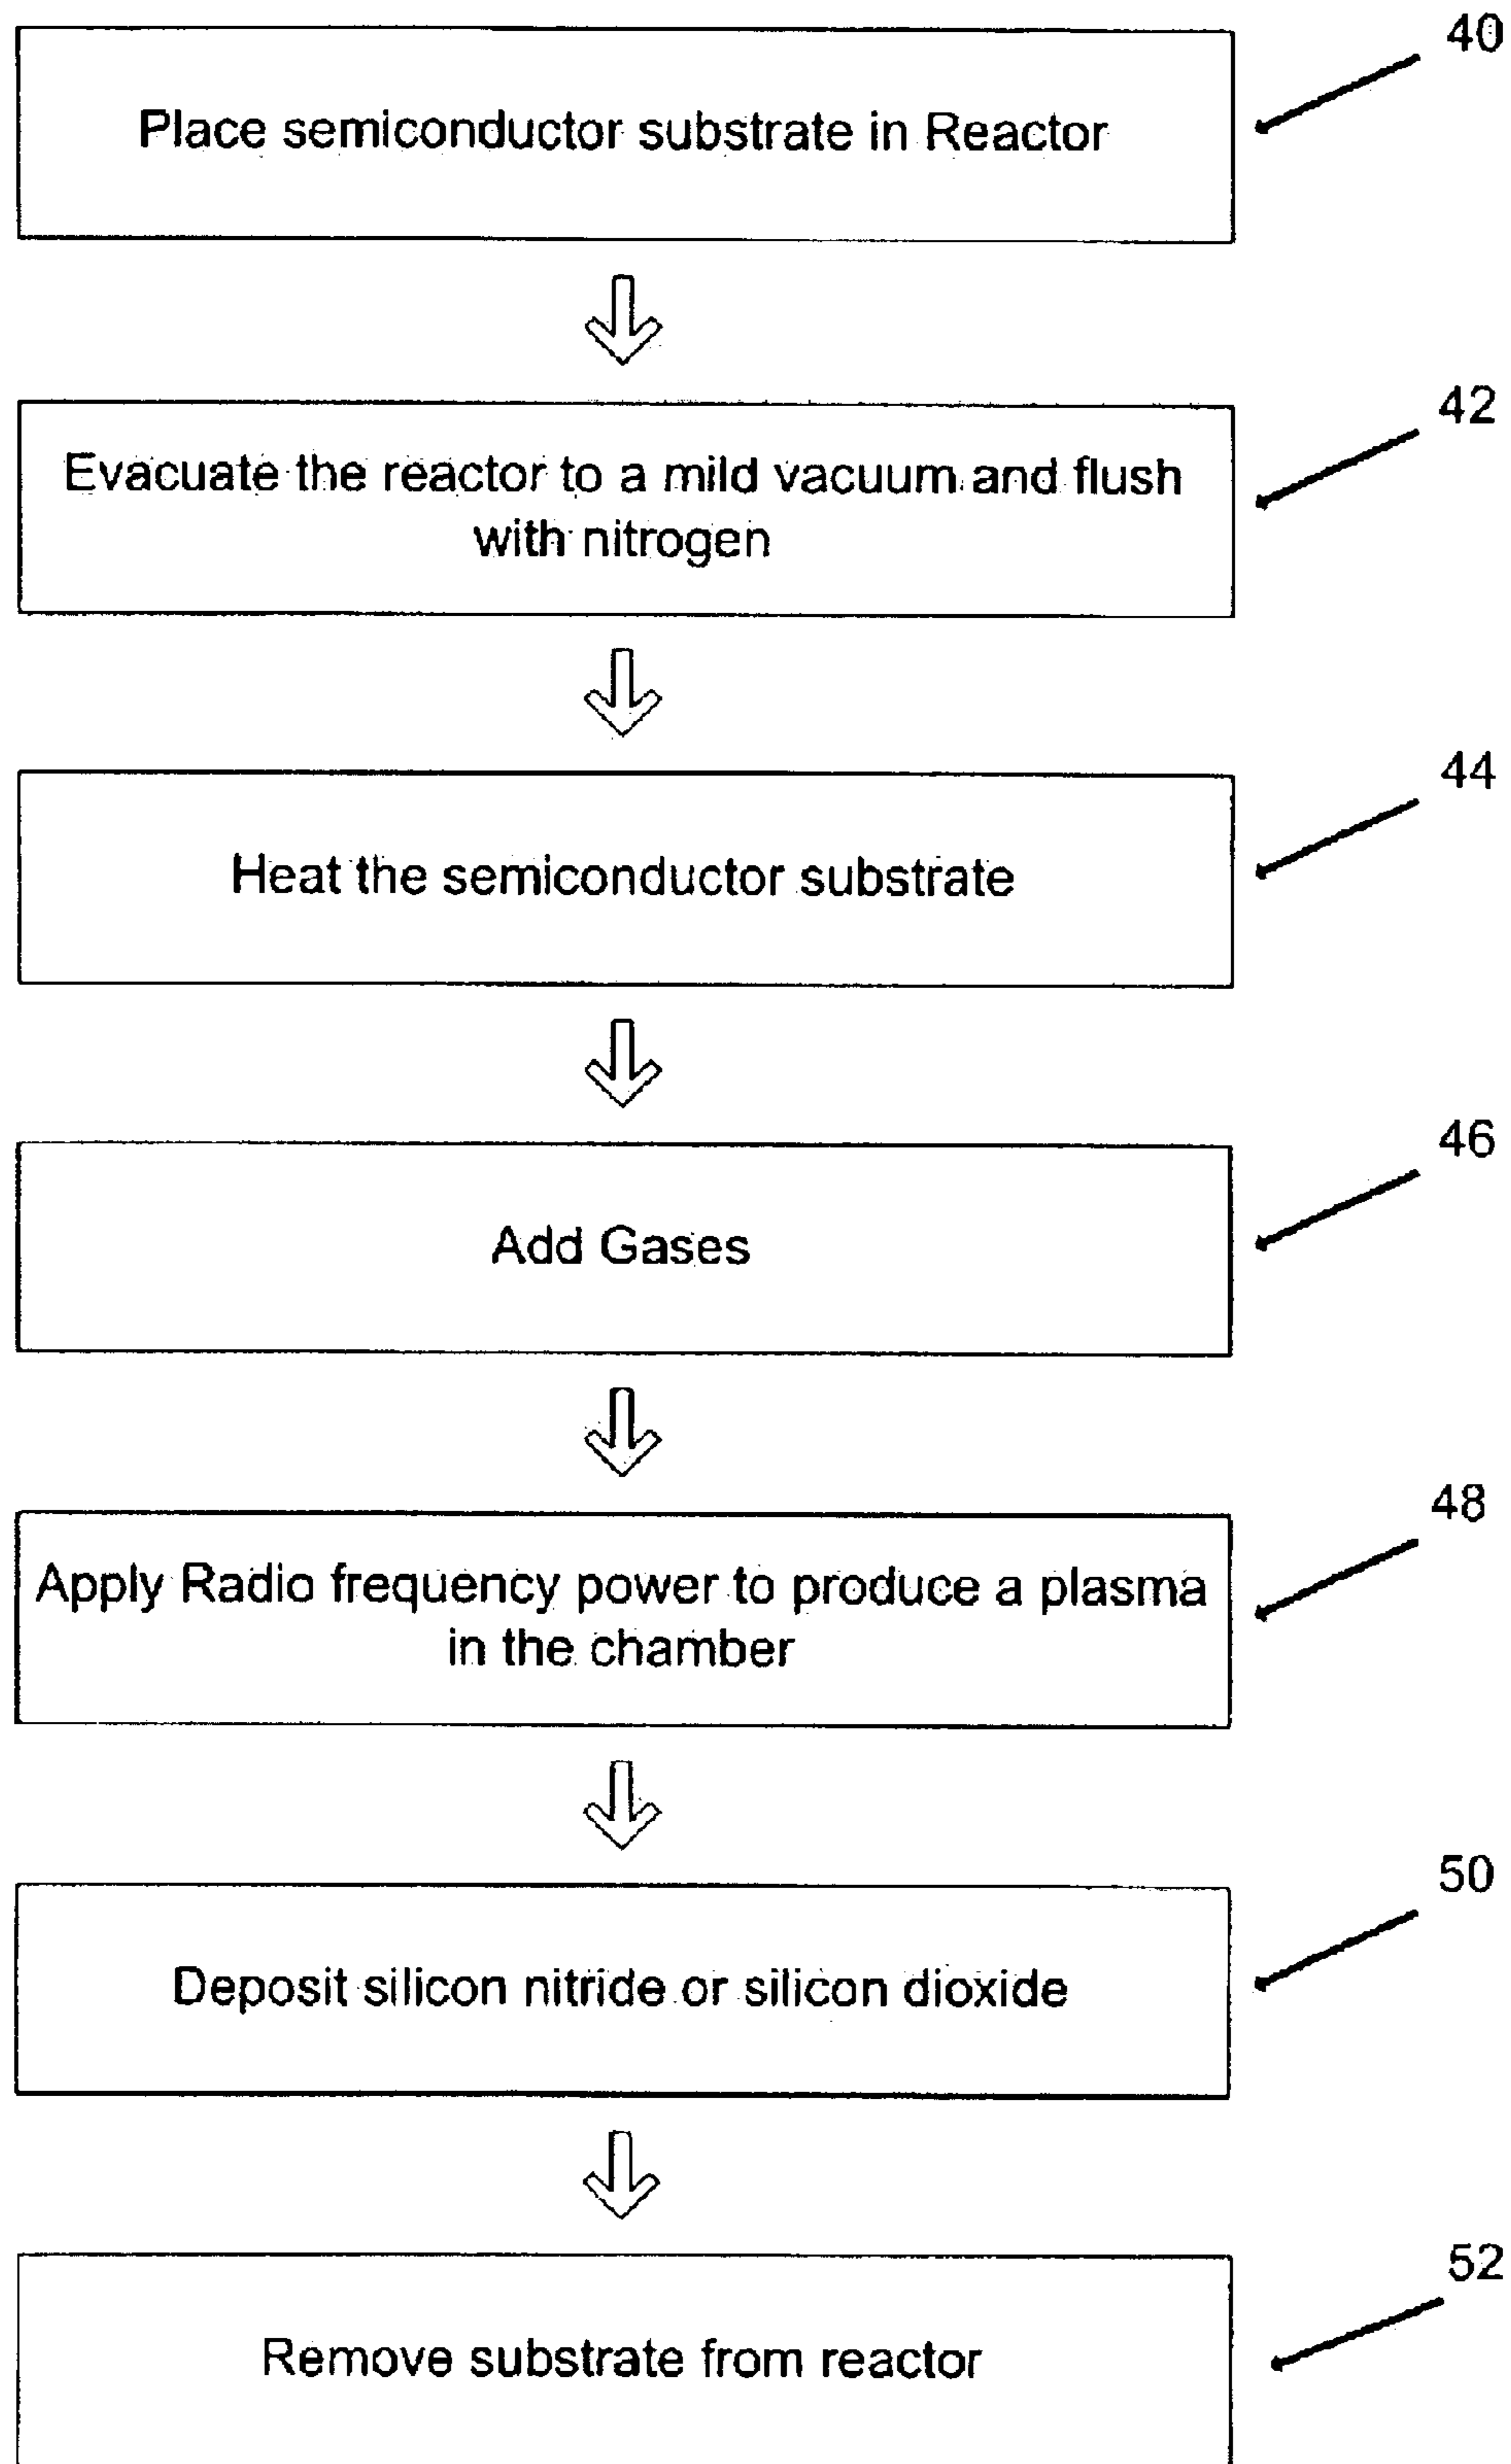 40
Place semiconductor substrate in Reactor
42
Evacuate the reactor to a mild vacuum and flush
with nitrogen
44
Heat the semiconductor substrate
46
Add Gases
48
Apply Radio frequency power to produce a plasma
in the chamber
50
Deposit silicon nitride or silicon dioxide
52
Remove substrate from reactor